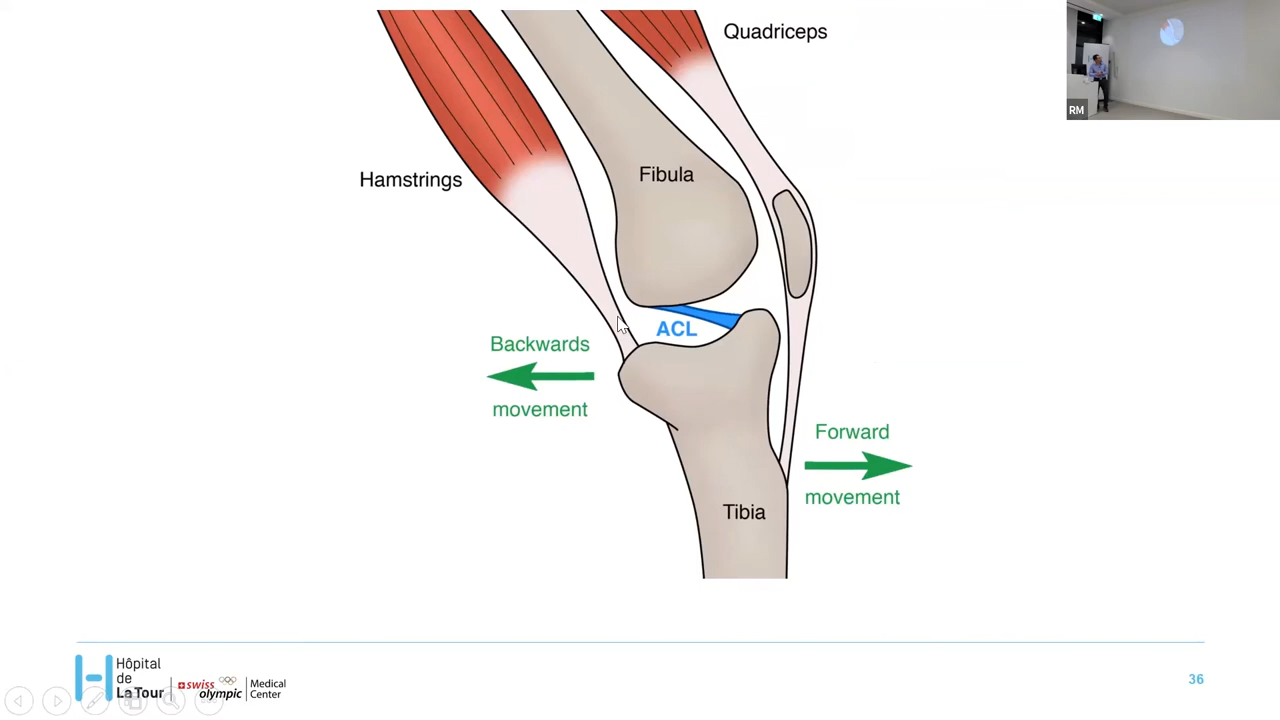 Quadriceps
RM
Fibula
Hamstrings
ACL
Backwards
movement
Forward
movement
Tibia
Hôpital
de
La Tour
swiss
olympic
Medical
Center
36